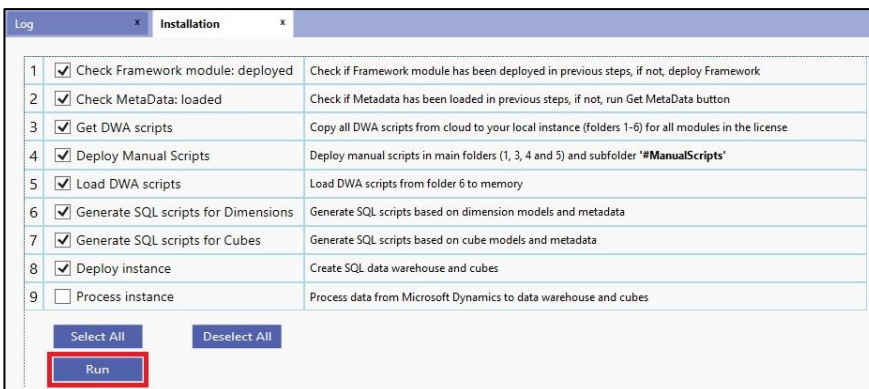 Log x Installation x
1 Check Framework module: deployed Check if Framework module has been deployed in previous steps, if not, deploy Framework
2 Check MetaData: loaded Check if Metadata has been loaded in previous steps, if not, run Get MetaData button
3 Get DWA scripts Copy all DWA scripts from cloud to your local instance (folders 1-6) for all modules in the license
4 Deploy Manual Scripts Deploy manual scripts in main folders (1, 3, 4 and 5) and subfolder '#ManualScripts'
5 Load DWA scripts Load DWA scripts from folder 6 to memory
6 Generate SQL scripts for Dimensions Generate SQL scripts based on dimension models and metadata
7 Generate SQL scripts for Cubes Generate SQL scripts based on cube models and metadata
8 Deploy instance Create SQL data warehouse and cubes
9 Process instance Process data from Microsoft Dynamics to data warehouse and cubes
Select All Deselect All
Run